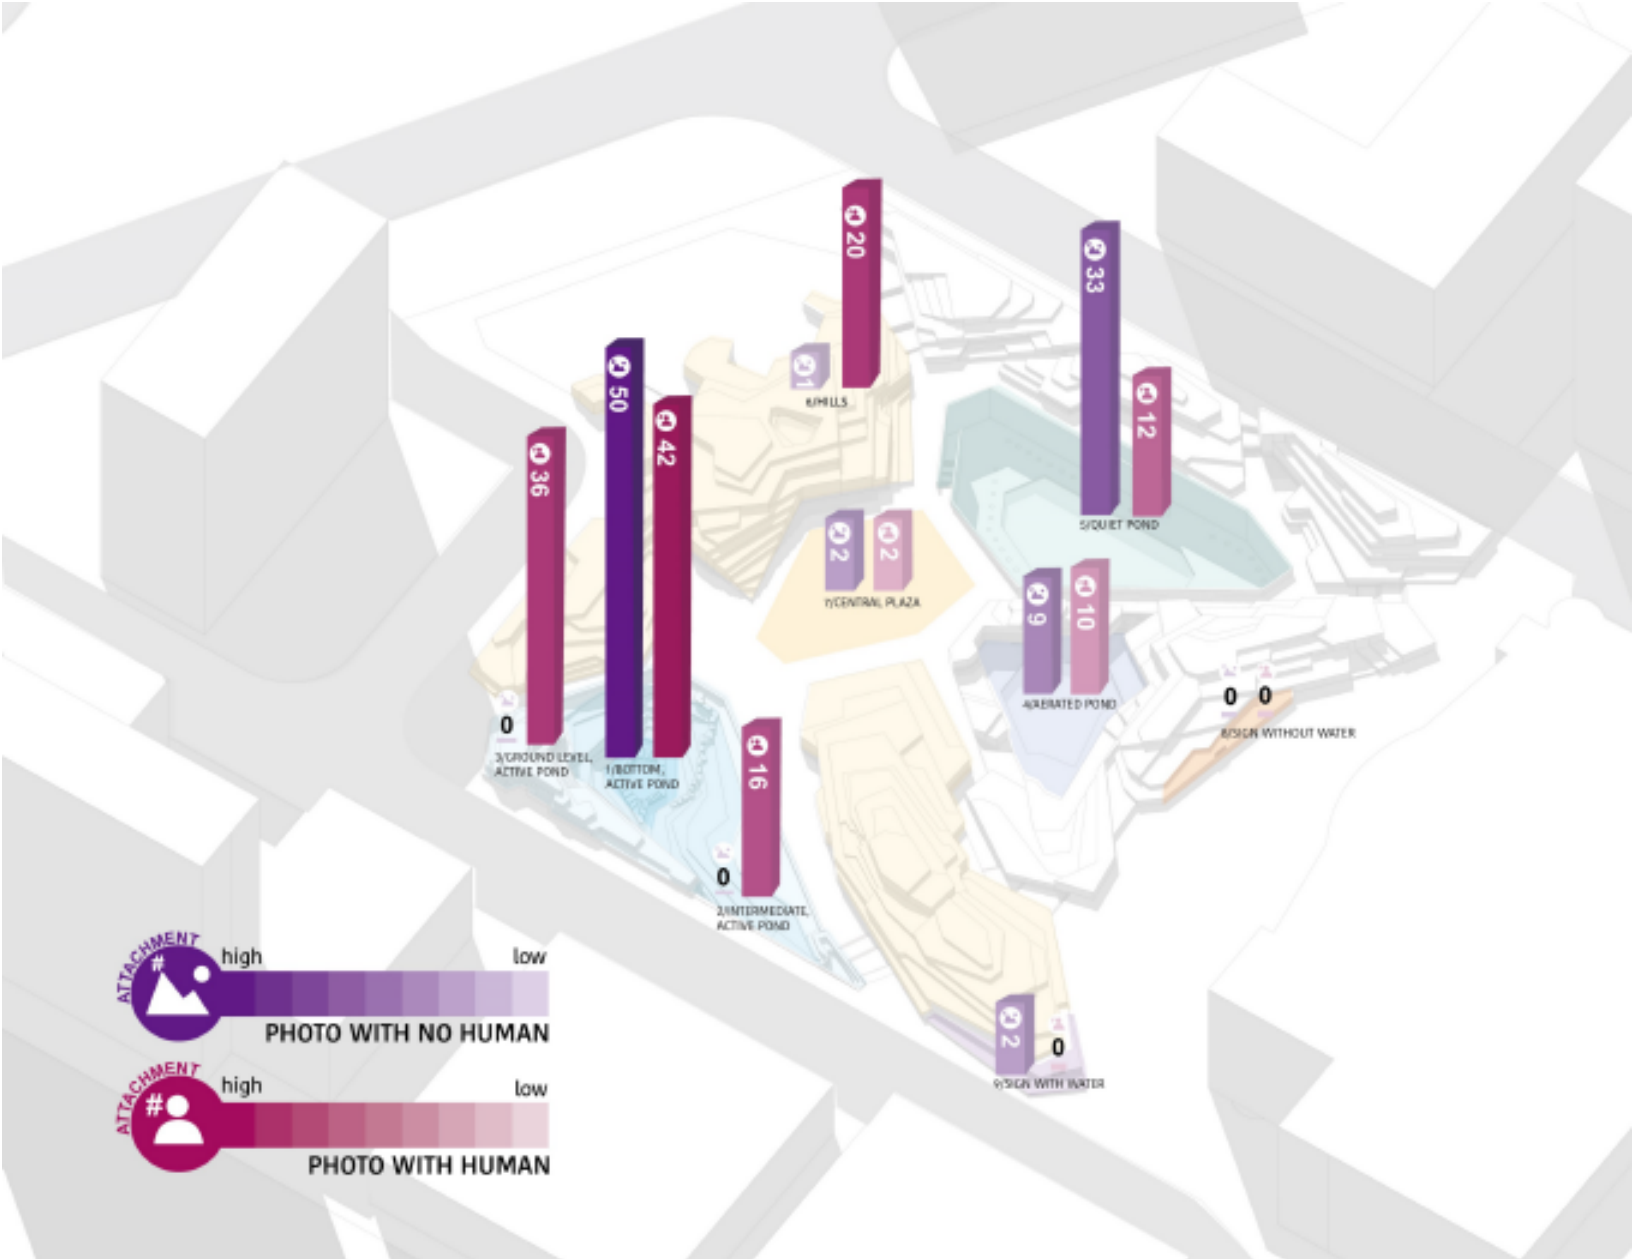 20
1
6/HILLS
33
12
5/QUIET POND
50
42
1/BOTTOM,
ACTIVE POND
36
0
3/GROUND LEVEL,
ACTIVE POND
2
2
7/CENTRAL PLAZA
9
10
4/AERATED POND
0
0
8/SIGN WITHOUT WATER
16
0
2/INTERMEDIATE,
ACTIVE POND
2
0
9/SIGN WITH WATER
ATTACHMENT
#
high
low
PHOTO WITH NO HUMAN
ATTACHMENT
#
high
low
PHOTO WITH HUMAN